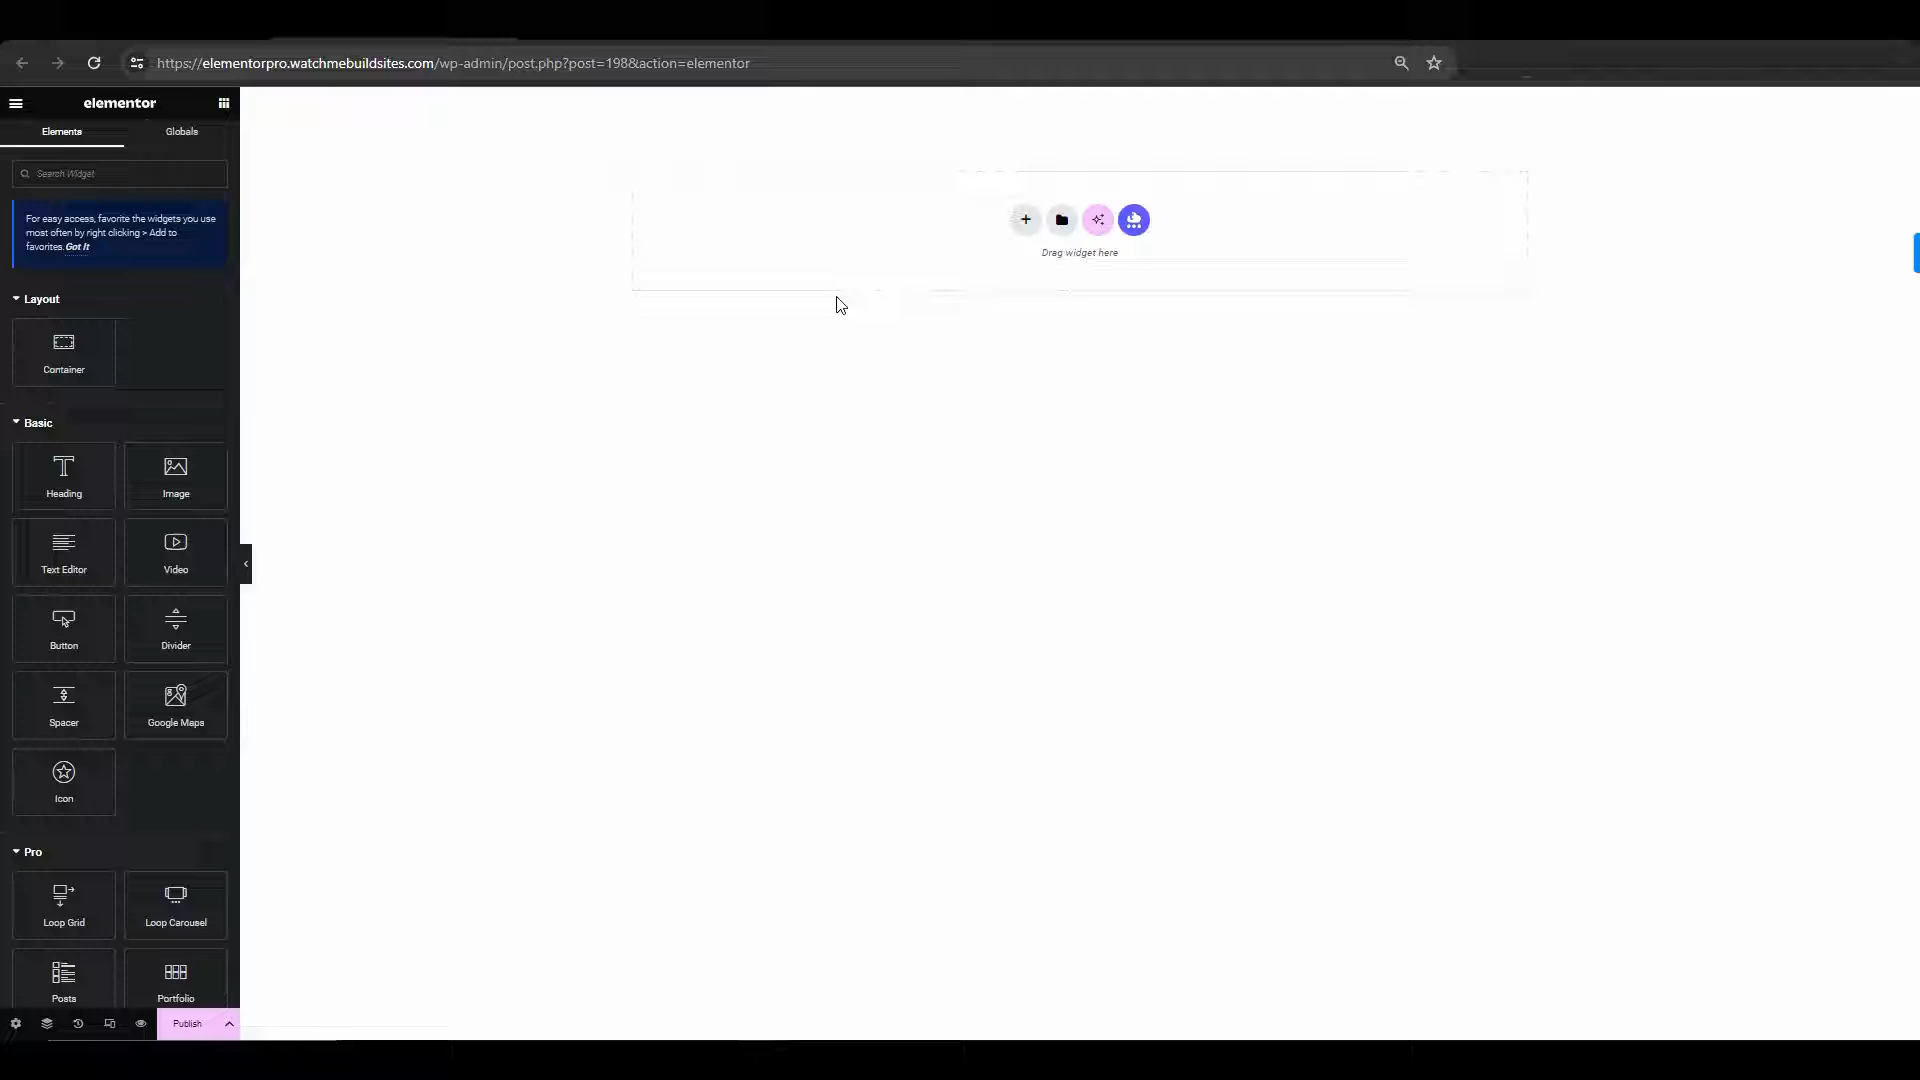 https://elementorpro.watchmebuildsites.com/wp-admin/post.php?post=198&action=elementor
elementor
Elements
Globals
Search Widget
For easy access, favorite the widgets you use
most often by right clicking > Add to
favorites. Got It
Layout
Container
Basic
Heading
Image
Text Editor
Video
Button
Divider
Spacer
Google Maps
Icon
Pro
Loop Grid
Loop Carousel
Posts
Portfolio
Publish
Drag widget here